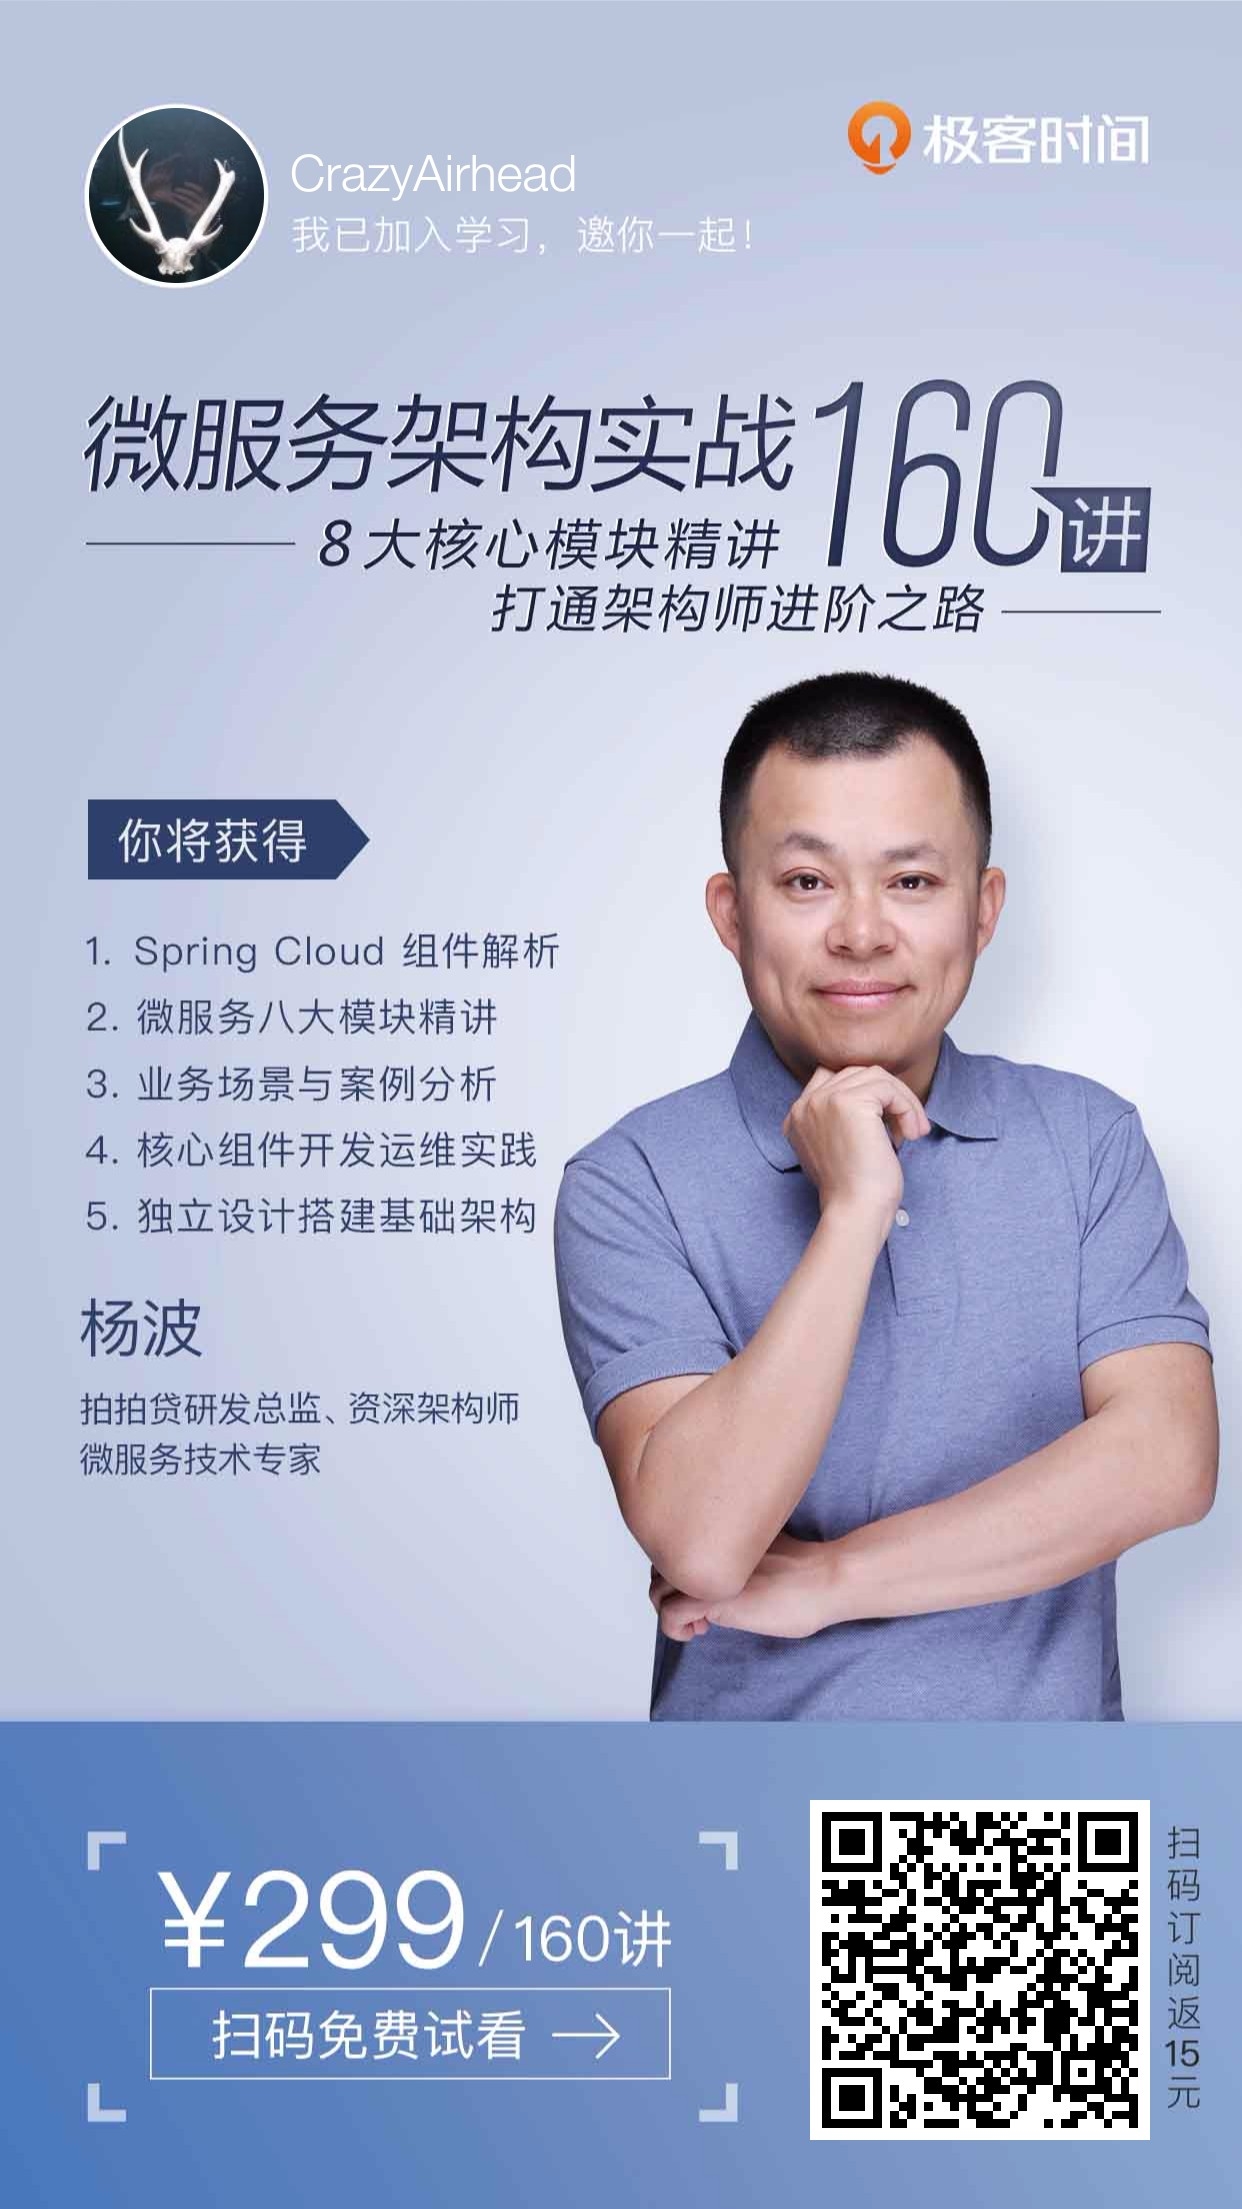 CrazyAirhead
我已加入学习，邀你一起！
极客时间
微服务架构实战160讲
8大核心模块精讲
打通架构师进阶之路
你将获得
1. Spring Cloud 组件解析
2. 微服务八大模块精讲
3. 业务场景与案例分析
4. 核心组件开发运维实践
5. 独立设计搭建基础架构
杨波
拍拍贷研发总监、资深架构师
微服务技术专家
¥299/160讲
扫码免费试看 →
扫码订阅返15元